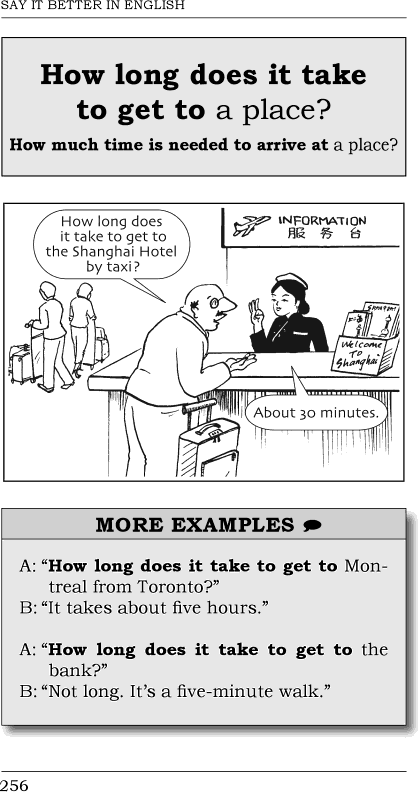 SAY IT BETTER IN ENGLISH
How long does it take
to get to a place?
How much time is needed to arrive at a place?
How long does
it take to get to
the Shanghai Hotel
by taxi?
INFORMATION
服 务 台
SHANGHAI
Welcome
To
Shanghai
About 30 minutes.
MORE EXAMPLES
A: “How long does it take to get to Mon-
treal from Toronto?”
B: “It takes about five hours.”
A: “How long does it take to get to the
bank?”
B: “Not long. It’s a five-minute walk.”
256